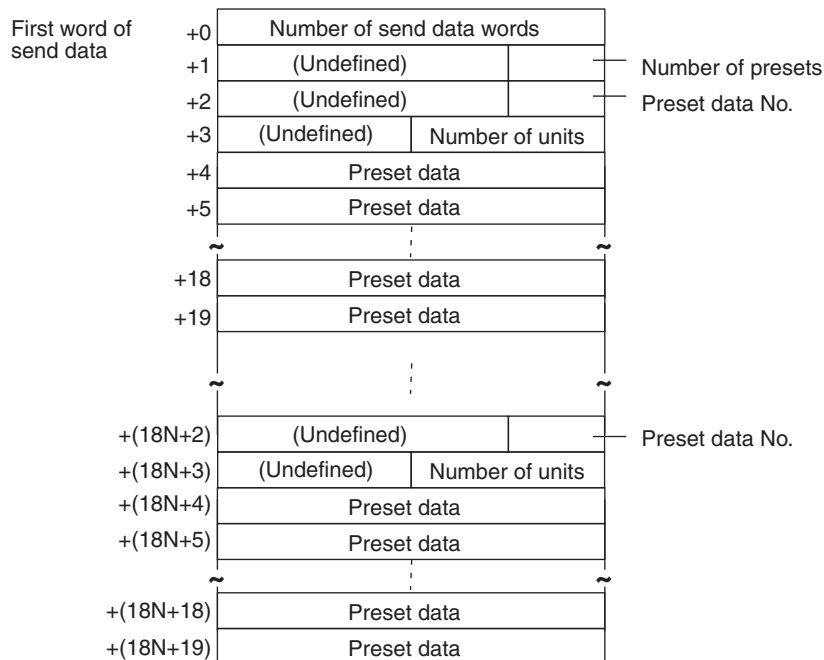 First word of
send data
+0 Number of send data words
+1 (Undefined) Number of presets
+2 (Undefined) Preset data No.
+3 (Undefined) Number of units
+4 Preset data
+5 Preset data
~ ~
+18 Preset data
+19 Preset data
~ ~
+(18N+2) (Undefined) Preset data No.
+(18N+3) (Undefined) Number of units
+(18N+4) Preset data
+(18N+5) Preset data
~ ~
+(18N+18) Preset data
+(18N+19) Preset data